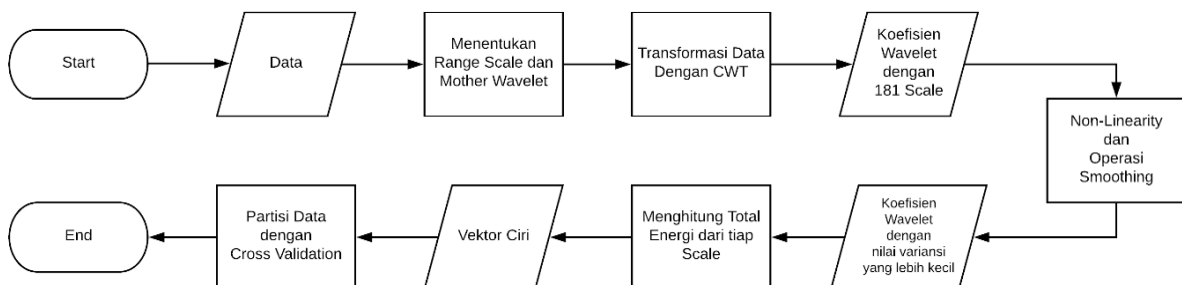 Start
Data
Menentukan
Range Scale dan
Mother Wavelet
Transformasi Data
Dengan CWT
Koefisien
Wavelet
dengan
181 Scale
Non-Linearity
dan
Operasi
Smoothing
Koefisien
Wavelet
dengan
nilai variansi
yang lebih kecil
Menghitung Total
Energi dari tiap
Scale
Vektor Ciri
Partisi Data
dengan
Cross Validation
End